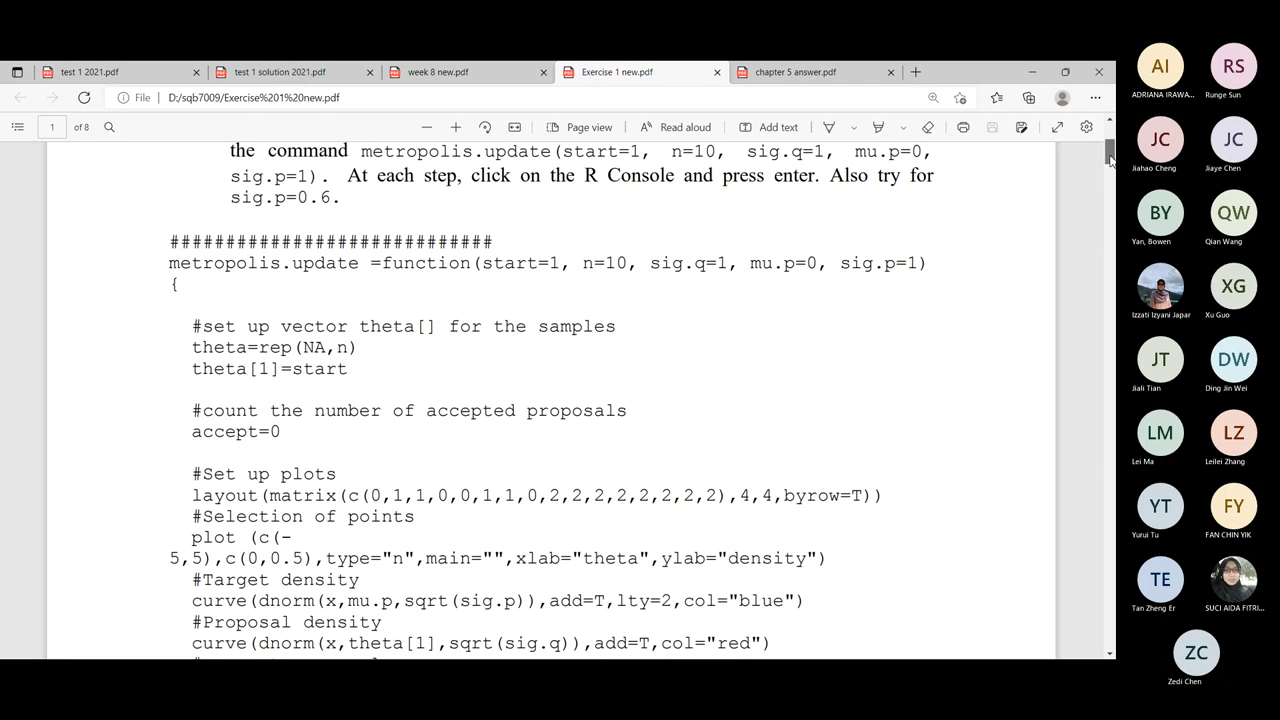 test 1 2021.pdf
test 1 solution 2021.pdf
week 8 new.pdf
Exercise 1 new.pdf
chapter 5 answer.pdf
File
D:/sqb7009/Exercise%201%20new.pdf
1 of 8
Page view
Read aloud
Add text
the command metropolis.update(start=1, n=10, sig.q=1, mu.p=0,
sig.p=1). At each step, click on the R Console and press enter. Also try for
sig.p=0.6.
#############################
metropolis.update =function(start=1, n=10, sig.q=1, mu.p=0, sig.p=1)
{
#set up vector theta[] for the samples
theta=rep(NA,n)
theta[1]=start
#count the number of accepted proposals
accept=0
#Set up plots
layout(matrix(c(0,1,1,0,0,1,1,0,2,2,2,2,2,2,2,2),4,4,byrow=T))
#Selection of points
plot (c(-
5,5),c(0,0.5),type="n",main="",xlab="theta",ylab="density")
#Target density
curve(dnorm(x,mu.p,sqrt(sig.p)),add=T,lty=2,col="blue")
#Proposal density
curve(dnorm(x,theta[1],sqrt(sig.q)),add=T,col="red")
AI
ADRIANA IRAWA...
RS
Runge Sun
JC
Jiahao Cheng
JC
Jiaye Chen
BY
Yan, Bowen
QW
Qian Wang
Izzati Izyani Japar
XG
Xu Guo
JT
Jiali Tian
DW
Ding Jin Wei
LM
Lei Ma
LZ
Leilei Zhang
YT
Yurui Tu
FY
FAN CHIN YIK
TE
Tan Zheng Er
SUCI AIDA FITRI...
ZC
Zedi Chen